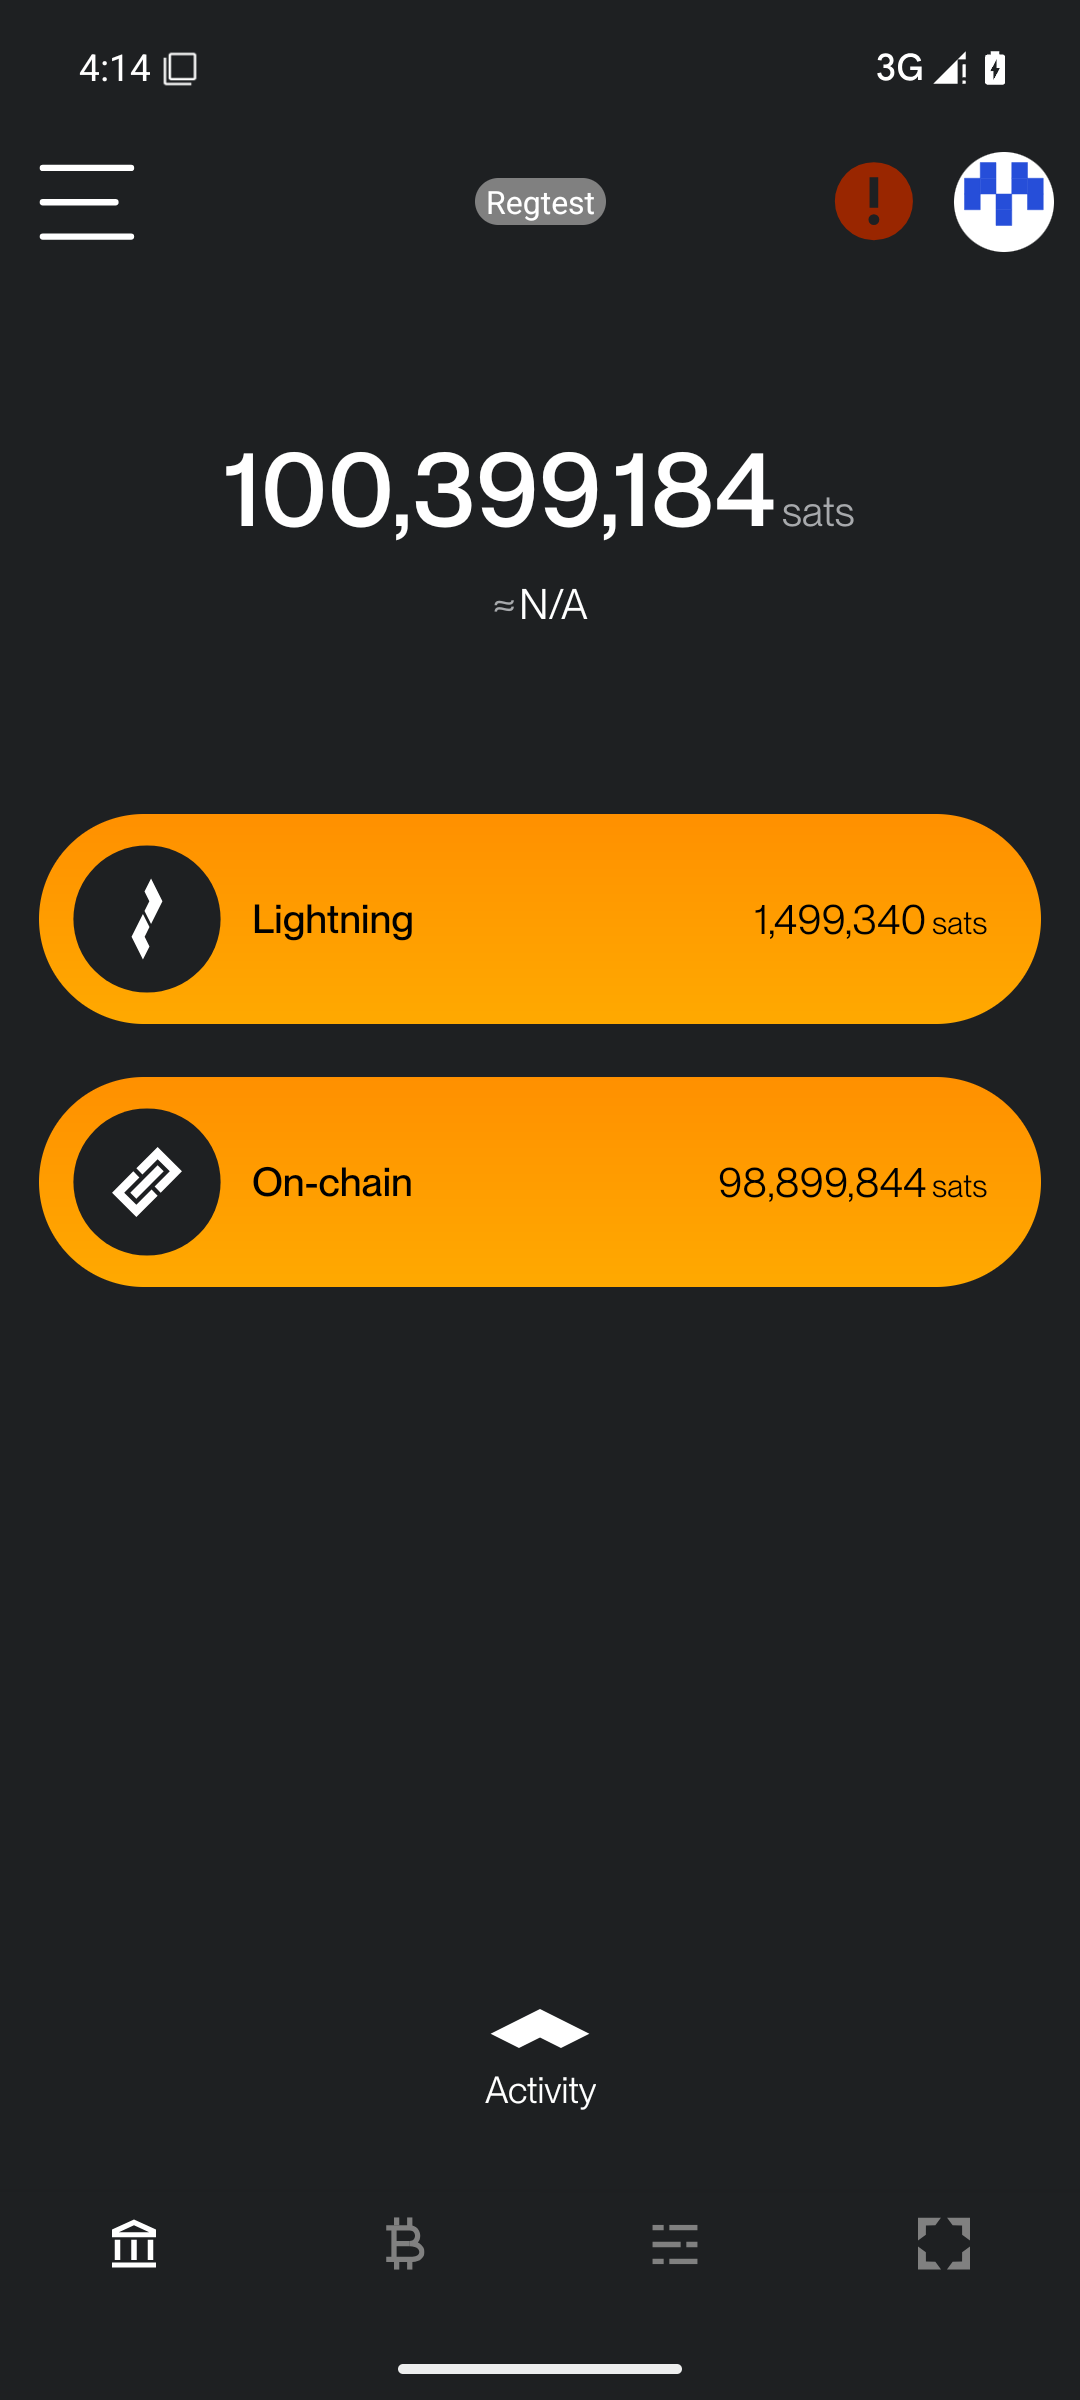 4:14
3G
Regtest
100,399,184 sats
≈N/A
Lightning 1,499,340 sats
On-chain 98,899,844 sats
Activity